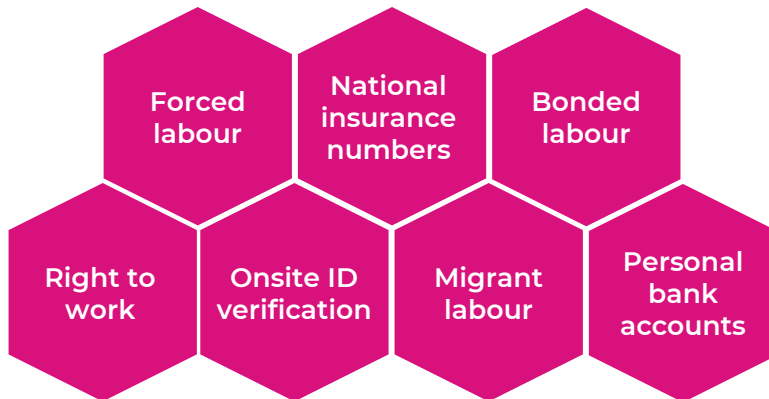 Forced
labour
National
insurance
numbers
Bonded
labour
Right to
work
Onsite ID
verification
Migrant
labour
Personal
bank
accounts